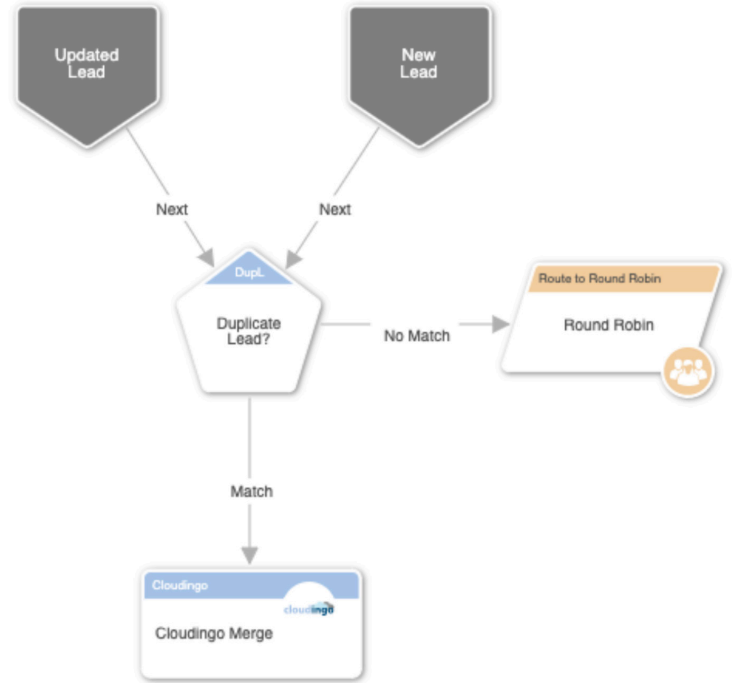 Updated
Lead
New
Lead
Next
Next
DupL
Duplicate
Lead?
No Match
Route to Round Robin
Round Robin
Match
Cloudingo
cloudingo
Cloudingo Merge